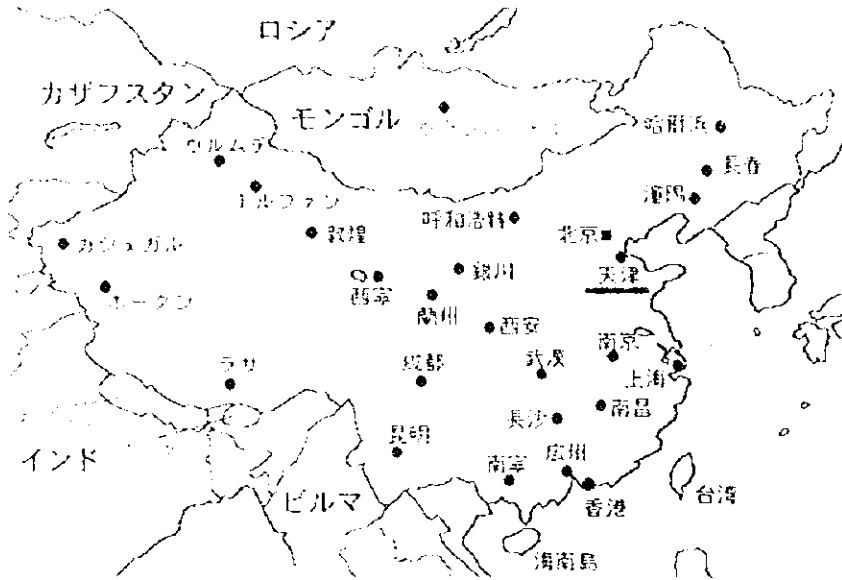 ロシア
カザフスタン
モンゴル
ウルムチ
トルファン
哈爾浜
長春
瀋陽
呼和浩特
北京
敦煌
カシュガル
天津
銀川
西寧
ホータン
蘭州
西安
南京
武漢
成都
ラサ
上海
南昌
長沙
昆明
インド
広州
南寧
ビルマ
香港
台湾
海南島